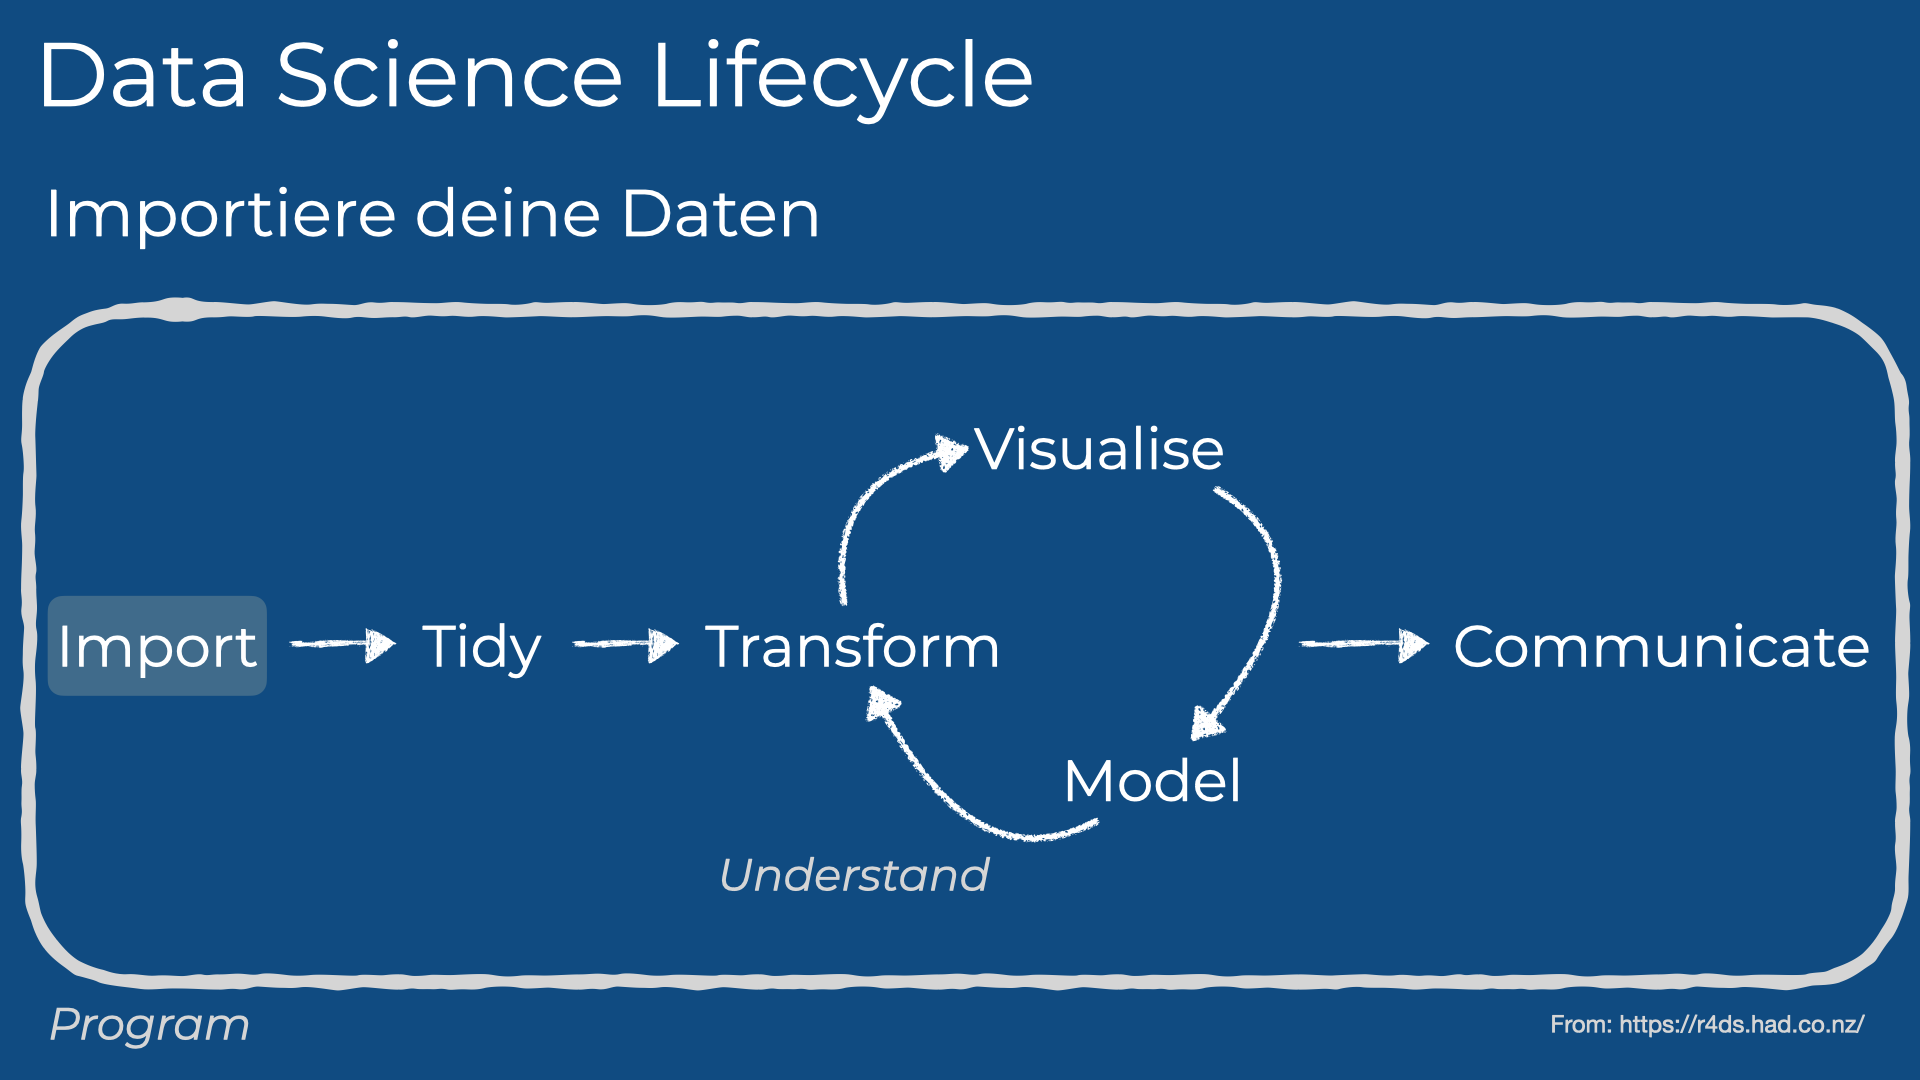 Data Science Lifecycle
Importiere deine Daten
Visualise
Import
Tidy
Transform
Communicate
Model
Understand
Program
From: https://r4ds.had.co.nz/